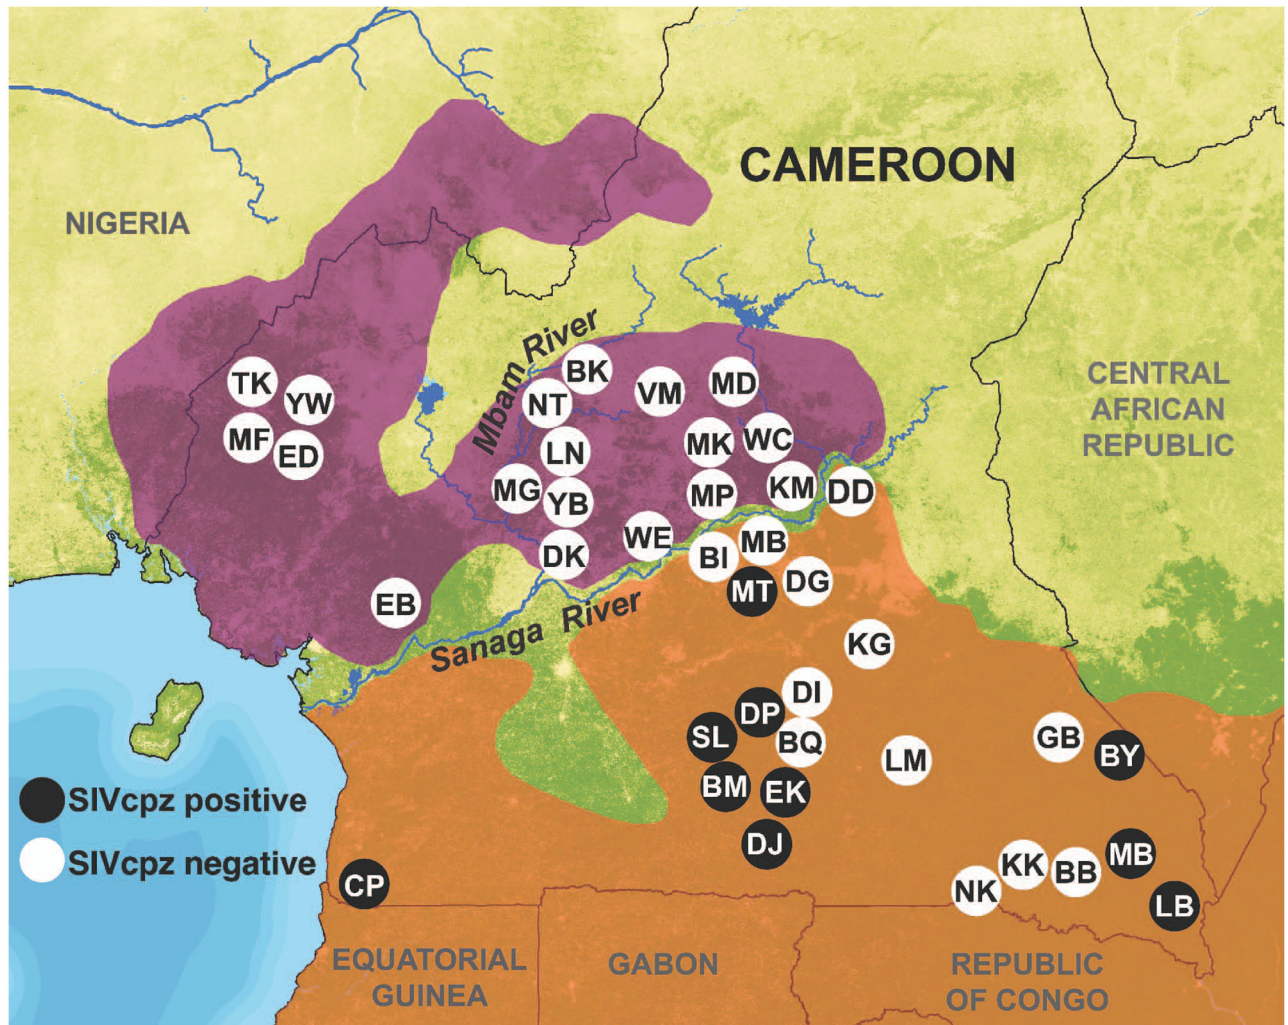 CAMEROON
NIGERIA
Mbam River
BK
TK
YW
VM
MD
NT
CENTRAL
AFRICAN
REPUBLIC
MF
ED
LN
MK
WC
MG
YB
MP
KM
DD
WE
MB
DK
BI
MT
DG
EB
Sanaga River
KG
DI
DP
SL
BQ
GB
BY
LM
BM
EK
SIVcpz positive
DJ
SIVcpz negative
CP
KK
BB
MB
NK
LB
EQUATORIAL
GUINEA
GABON
REPUBLIC
OF CONGO